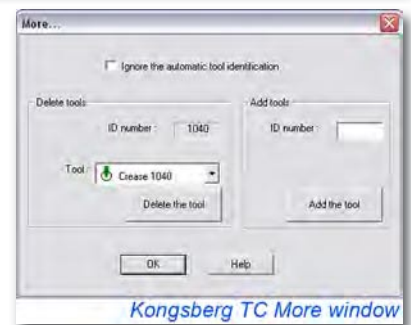 More...
Ignore the automatic tool identification
Delete tools
ID number : 1040
Tool : Crease 1040
Delete the tool
Add tools
ID number :
Add the tool
OK
Help
Kongsberg TC More window